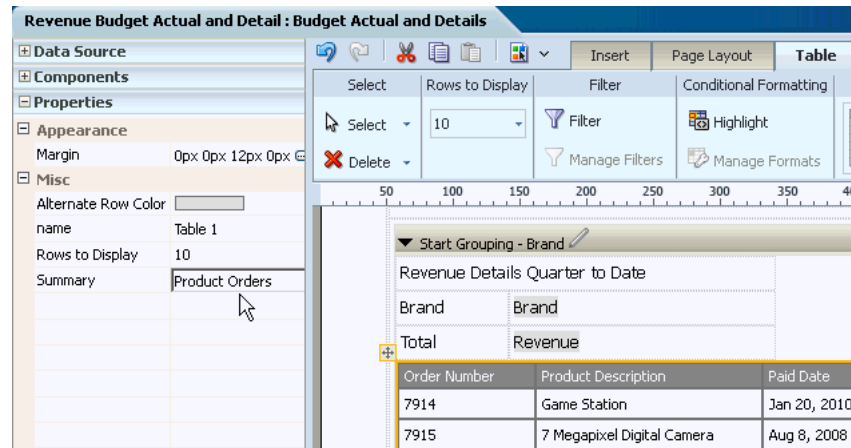 Revenue Budget Actual and Detail : Budget Actual and Details
Data Source
Components
Properties
Appearance
Margin 0px 0px 12px 0px
Misc
Alternate Row Color
name Table 1
Rows to Display 10
Summary Product Orders
Insert Page Layout Table
Select Rows to Display Filter Conditional Formatting
Select 10 Filter Highlight
Delete Manage Filters Manage Formats
50 100 150 200 250 300 350
Start Grouping - Brand
Revenue Details Quarter to Date
Brand Brand
Total Revenue
Order Number Product Description Paid Date
7914 Game Station Jan 20, 2010
7915 7 Megapixel Digital Camera Aug 8, 2008